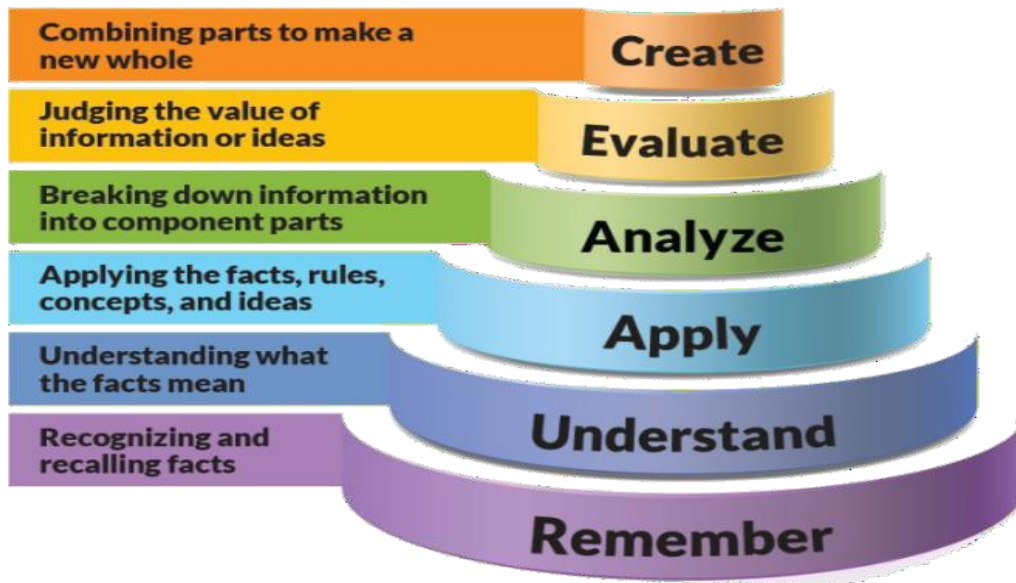 Combining parts to make a
new whole
Create
Judging the value of
information or ideas
Evaluate
Breaking down information
into component parts
Analyze
Applying the facts, rules,
concepts, and ideas
Apply
Understanding what
the facts mean
Understand
Recognizing and
recalling facts
Remember